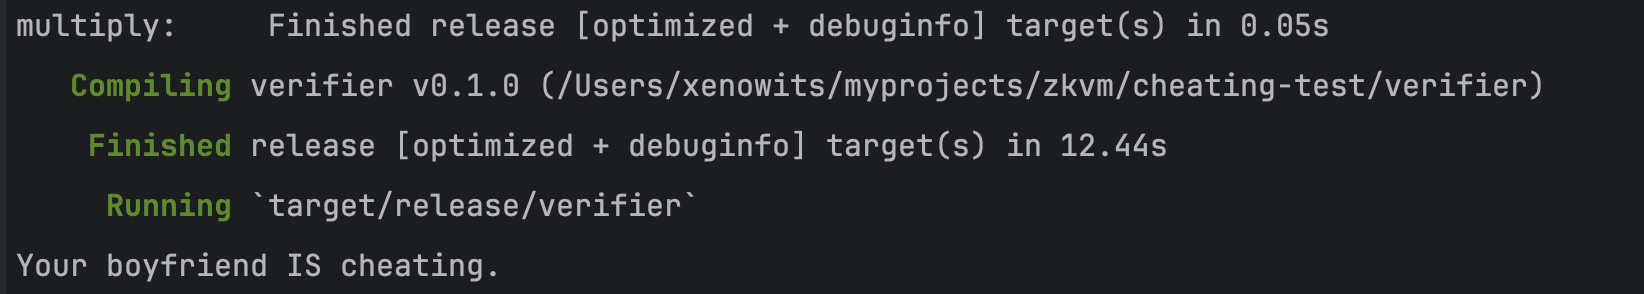 multiply:     Finished release [optimized + debuginfo] target(s) in 0.05s
   Compiling verifier v0.1.0 (/Users/xenowits/myprojects/zkvm/cheating-test/verifier)
    Finished release [optimized + debuginfo] target(s) in 12.44s
     Running `target/release/verifier`
Your boyfriend IS cheating.